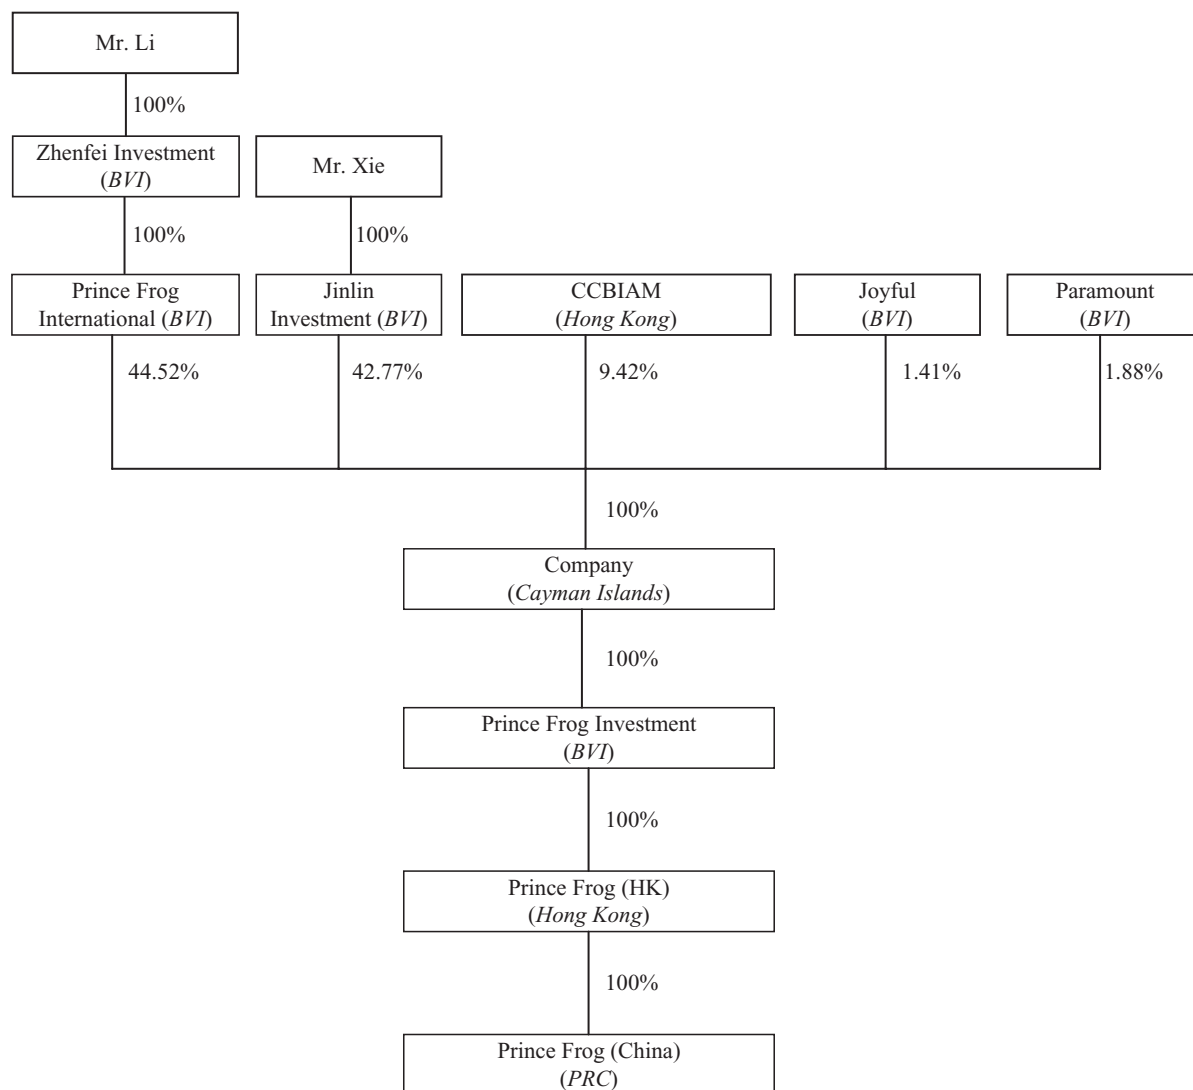 Mr. Li
100%
Zhenfei Investment
(BVI)
Mr. Xie
100%
100%
Prince Frog
International (BVI)
Jinlin
Investment (BVI)
CCBIAM
(Hong Kong)
Joyful
(BVI)
Paramount
(BVI)
44.52%
42.77%
9.42%
1.41%
1.88%
100%
Company
(Cayman Islands)
100%
Prince Frog Investment
(BVI)
100%
Prince Frog (HK)
(Hong Kong)
100%
Prince Frog (China)
(PRC)